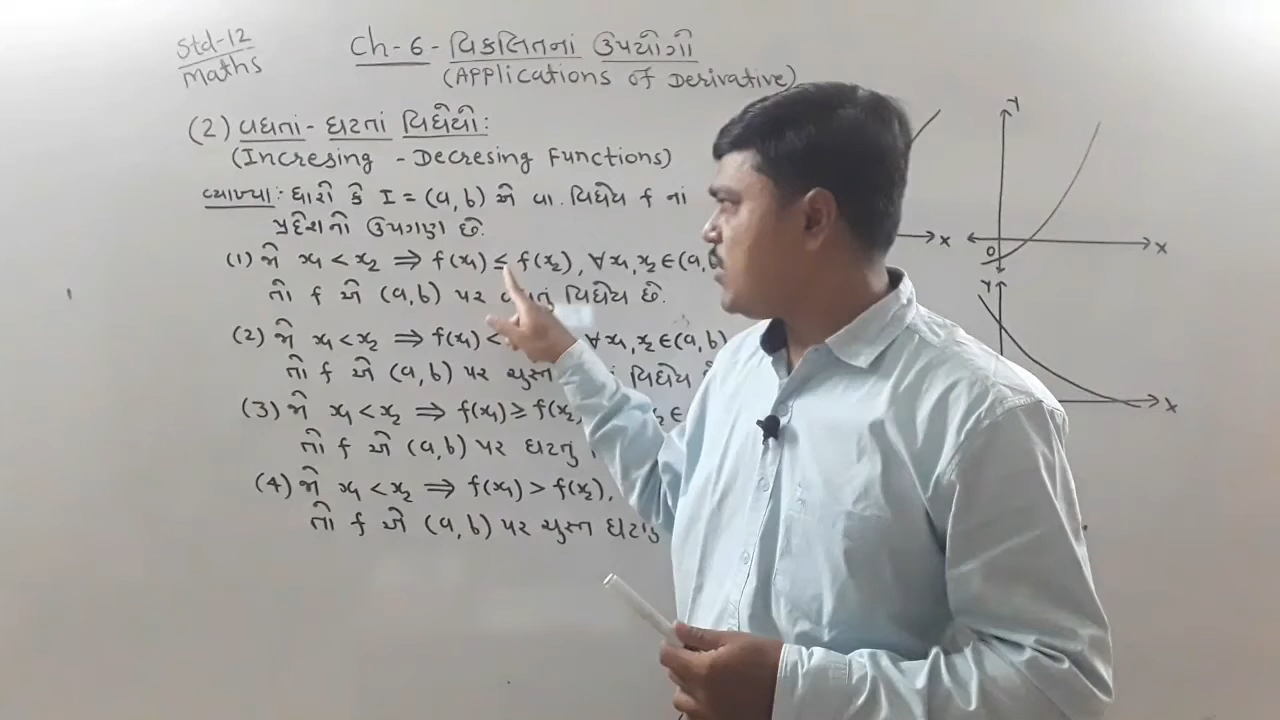 Std-12
Maths
Ch-6-વિકલિતનાં ઉપયોગો
(Applications of Derivative)
(2) વધતાં-ઘટતાં વિધેયો:
(Incresing - Decresing Functions)
વ્યાખ્યા: ધારો કે I = (a, b) એ વા. વિધેય f નાં
પ્રદેશનો ઉપગણ છે.
(1) જો x₁ < x₂ ⇒ f(x₁) ≤ f(x₂), ∀x₁, x₂ ∈ (a, b
તો f એ (a, b) પર વિધેય છે.
(2) જો x₁ < x₂ ⇒ f(x₁) < ∀x₁, x₂ ∈ (a, b)
તો f એ (a, b) પર ચુસ્ત વિધેય
(3) જો x₁ < x₂ ⇒ f(x₁) ≥ f(x₂) x₂ ∈
તો f એ (a, b) પર ઘટતું
(4) જો x₁ < x₂ ⇒ f(x₁) > f(x₂),
તો f એ (a, b) પર ચુસ્ત ઘટતું
X
Y
O
X
Y
X